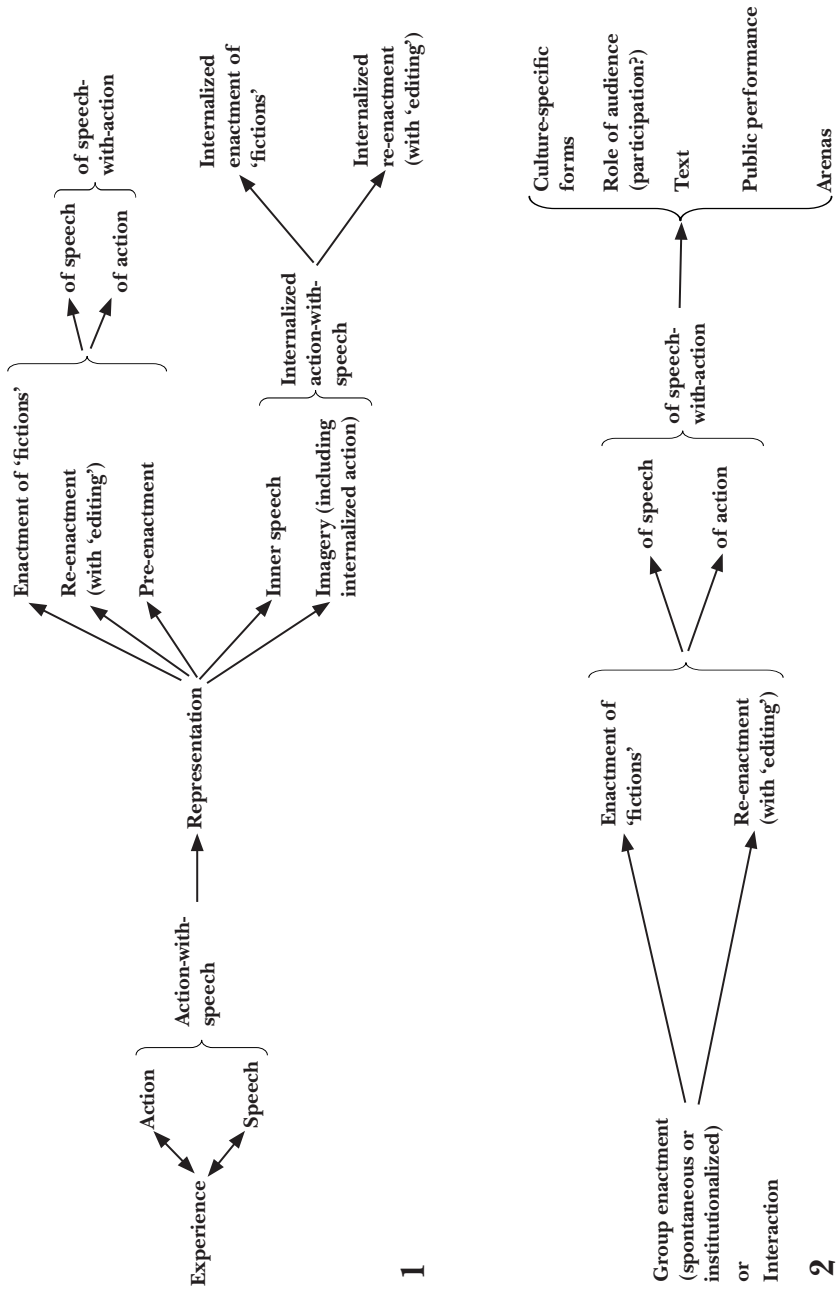 Experience
Action
Speech
Action-with-
speech
Representation
Enactment of ‘fictions’
Re-enactment
(with ‘editing’)
Pre-enactment
of speech
of action
of speech-
with-action
Inner speech
Imagery (including
internalized action)
Internalized
action-with-
speech
Internalized
enactment of
‘fictions’
Internalized
re-enactment
(with ‘editing’)
1
Group enactment
(spontaneous or
institutionalized)
or
Interaction
Enactment of
‘fictions’
Re-enactment
(with ‘editing’)
of speech
of action
of speech-
with-action
Culture-specific
forms
Role of audience
(participation?)
Text
Public performance
Arenas
2